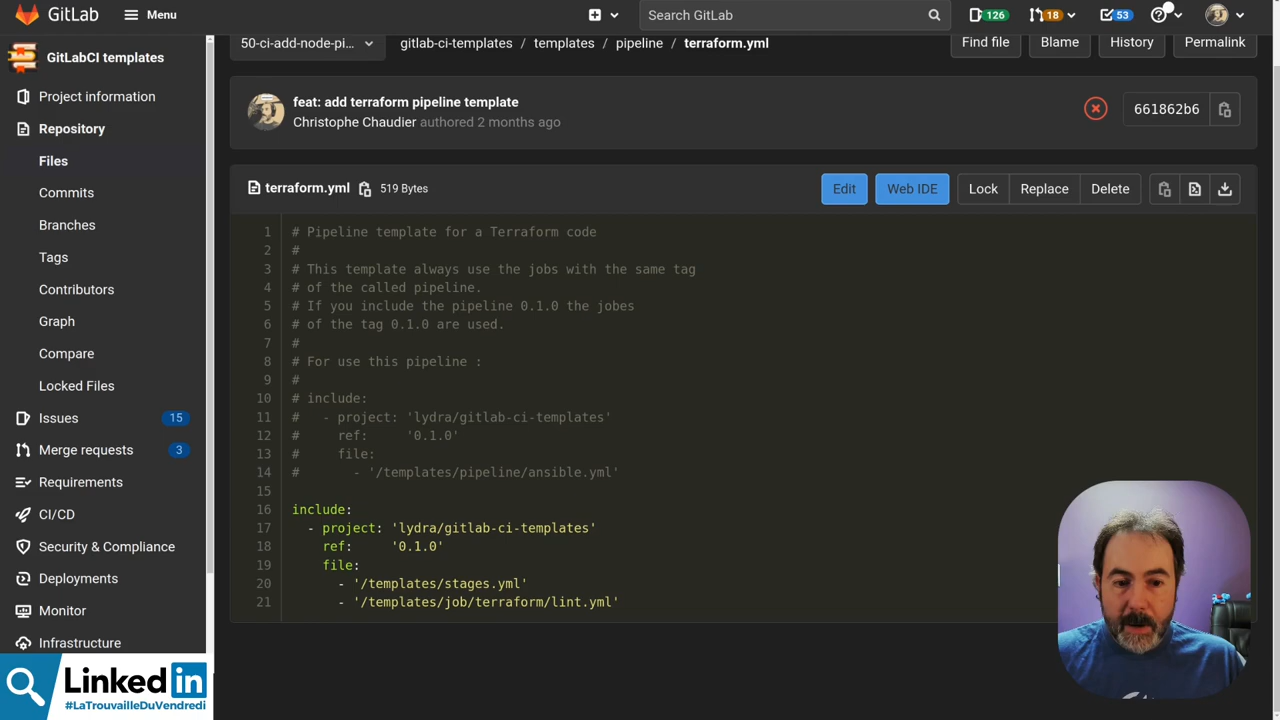 GitLab
Menu
Search GitLab
126
18
53
GitLabCI templates
50-ci-add-node-pi...
gitlab-ci-templates / templates / pipeline / terraform.yml
Find file
Blame
History
Permalink
Project information
Repository
Files
Commits
Branches
Tags
Contributors
Graph
Compare
Locked Files
Issues 15
Merge requests 3
Requirements
CI/CD
Security & Compliance
Deployments
Monitor
Infrastructure
feat: add terraform pipeline template
Christophe Chaudier authored 2 months ago
661862b6
terraform.yml 519 Bytes
Edit
Web IDE
Lock
Replace
Delete
1 # Pipeline template for a Terraform code
2 #
3 # This template always use the jobs with the same tag
4 # of the called pipeline.
5 # If you include the pipeline 0.1.0 the jobes
6 # of the tag 0.1.0 are used.
7 #
8 # For use this pipeline :
9 #
10 # include:
11 #   - project: 'lydra/gitlab-ci-templates'
12 #     ref:     '0.1.0'
13 #     file:
14 #       - '/templates/pipeline/ansible.yml'
15
16 include:
17   - project: 'lydra/gitlab-ci-templates'
18     ref:     '0.1.0'
19     file:
20       - '/templates/stages.yml'
21       - '/templates/job/terraform/lint.yml'
Linked in
#LaTrouvailleDuVendredi